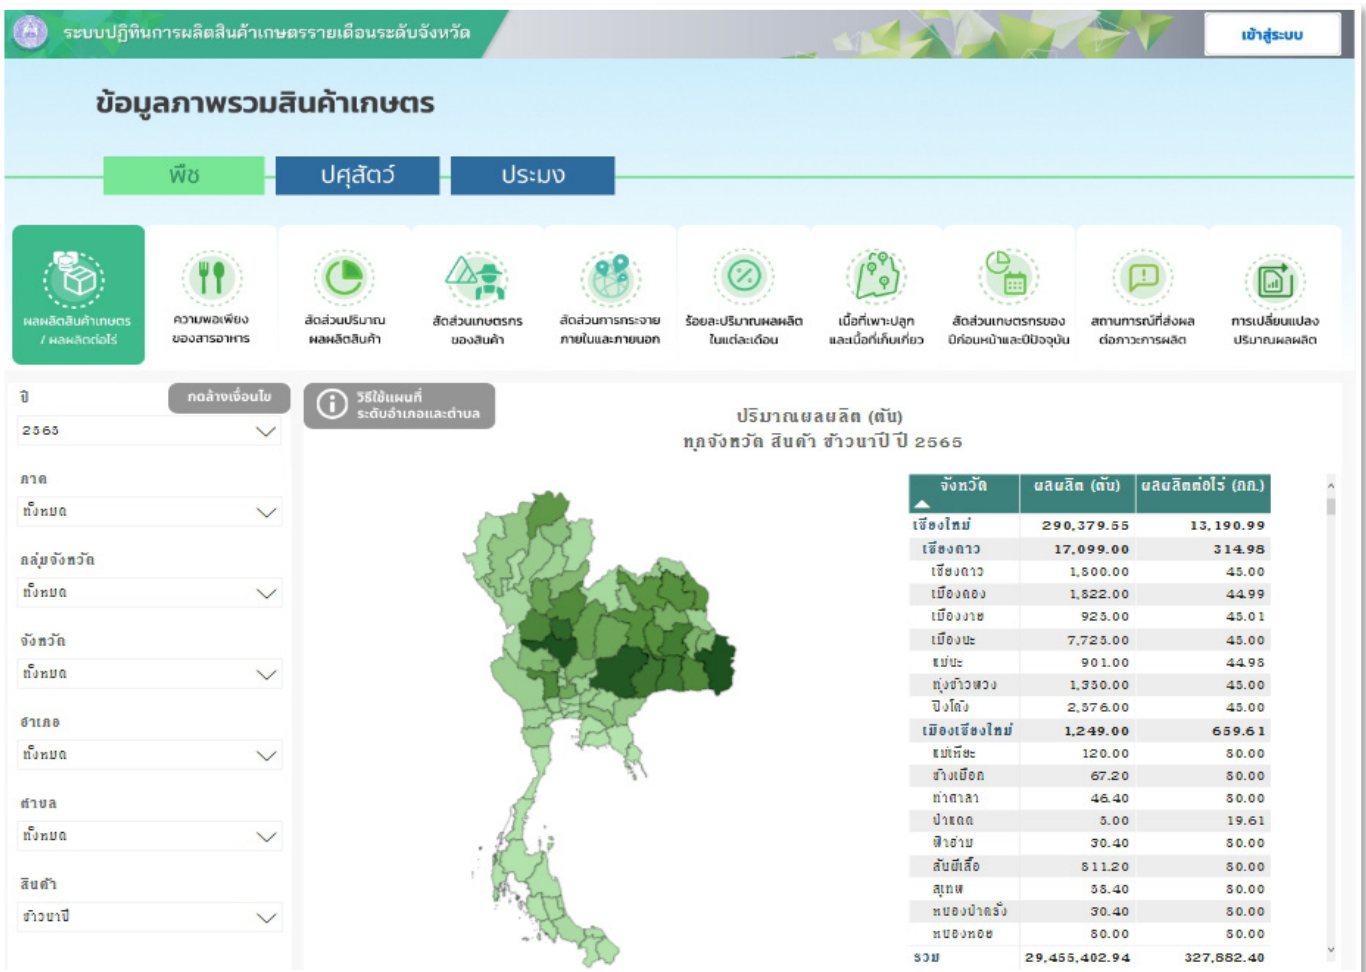 ระบบปฏิทินการผลิตสินค้าเกษตรรายเดือนระดับจังหวัด
เข้าสู่ระบบ
ข้อมูลภาพรวมสินค้าเกษตร
พืช ปศุสัตว์ ประมง
ผลผลิตสินค้าเกษตร
/ ผลผลิตต่อไร่
ความพอเพียง
ของสารอาหาร
สัดส่วนปริมาณ
ผลผลิตสินค้า
สัดส่วนเกษตรกร
ของสินค้า
สัดส่วนการกระจาย
ภายในและภายนอก
ร้อยละปริมาณผลผลิต
ในแต่ละเดือน
เนื้อที่เพาะปลูก
และเนื้อที่เก็บเกี่ยว
สัดส่วนเกษตรกรของ
ปีก่อนหน้าและปีปัจจุบัน
สถานการณ์ที่ส่งผล
ต่อภาวะการผลิต
การเปลี่ยนแปลง
ปริมาณผลผลิต
ปี
กดล้างเงื่อนไข
2565
ภาค
ทั้งหมด
กลุ่มจังหวัด
ทั้งหมด
จังหวัด
ทั้งหมด
อำเภอ
ทั้งหมด
ตำบล
ทั้งหมด
สินค้า
ข้าวนาปี
วิธีใช้แผนที่
ระดับอำเภอและตำบล
ปริมาณผลผลิต (ตัน)
ทุกจังหวัด สินค้า ข้าวนาปี ปี 2565
จังหวัด ผลผลิต (ตัน) ผลผลิตต่อไร่ (กก.)
เชียงใหม่ 290,379.55 13,190.99
เชียงดาว 17,099.00 314.98
เชียงดาว 1,800.00 45.00
เมืองคอง 1,822.00 44.99
เมืองงาย 925.00 45.01
เมืองนะ 7,725.00 45.00
แม่นะ 901.00 44.98
ทุ่งข้าวพวง 1,350.00 45.00
ปิงโค้ง 2,576.00 45.00
เมืองเชียงใหม่ 1,249.00 659.61
แม่เหียะ 120.00 80.00
ช้างเผือก 67.20 80.00
ท่าศาลา 46.40 80.00
ป่าแดด 5.00 19.61
ฟ้าฮ่าม 30.40 80.00
สันผีเสื้อ 811.20 80.00
สุเทพ 58.40 80.00
หนองป่าครั่ง 30.40 80.00
หนองหอย 80.00 80.00
รวม 29,455,402.94 327,882.40